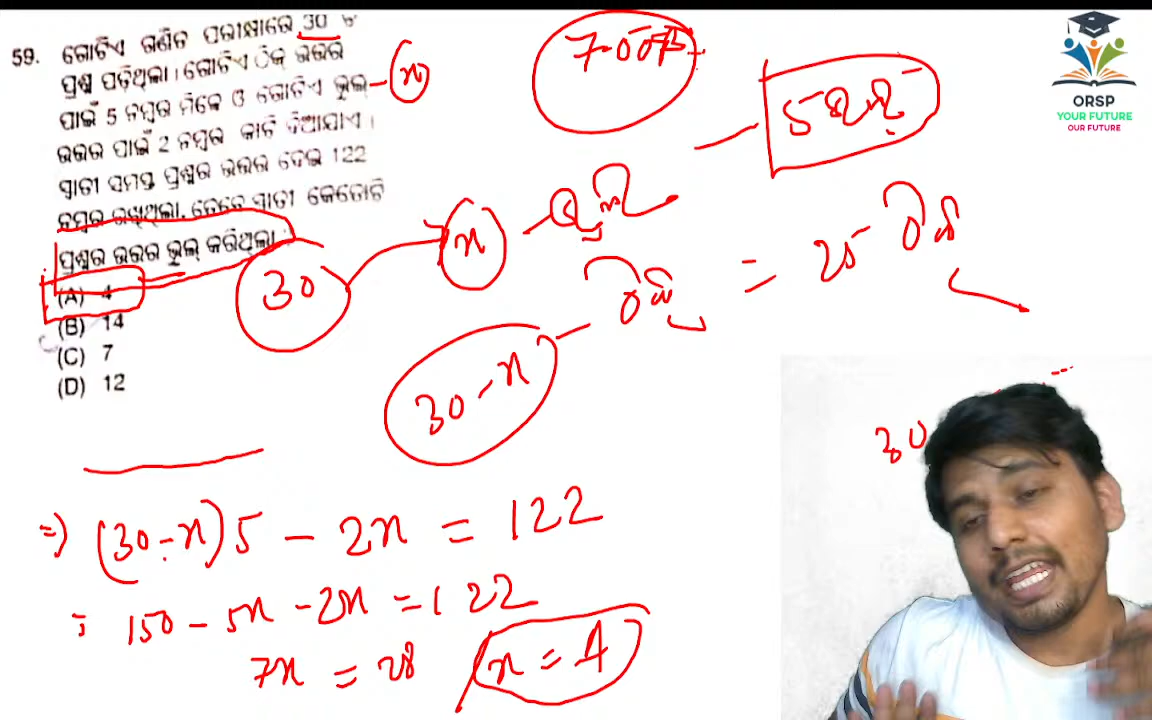 59. ଗୋଟିଏ ଗଣିତ ପରୀକ୍ଷାରେ 30 ଟି
ପ୍ରଶ୍ନ ପଡ଼ିଥିଲା । ଗୋଟିଏ ଠିକ୍ ଉତ୍ତର
ପାଇଁ 5 ନମ୍ବର ମିଳେ ଓ ଗୋଟିଏ ଭୁଲ୍
ଉତ୍ତର ପାଇଁ 2 ନମ୍ବର କାଟି ଦିଆଯାଏ ।
ସ୍ୱାତୀ ସମସ୍ତ ପ୍ରଶ୍ନର ଉତ୍ତର ଦେଇ 122
ନମ୍ବର ରଖିଥିଲା, ତେବେ ସ୍ୱାତୀ କେତୋଟି
ପ୍ରଶ୍ନର ଉତ୍ତର ଭୁଲ୍ କରିଥିଲା
(A) 4
(B) 14
(C) 7
(D) 12
x
30
x
30 - x
= 25
30
=> (30 - x) 5 - 2x = 122
= 150 - 5x - 2x = 122
7x = 28
x = 4
ORSP
YOUR FUTURE
OUR FUTURE